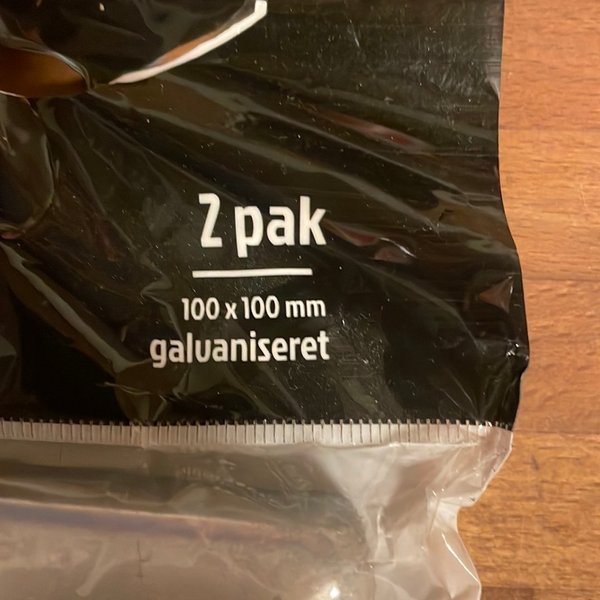 2 pak
100 x 100 mm
galvaniseret